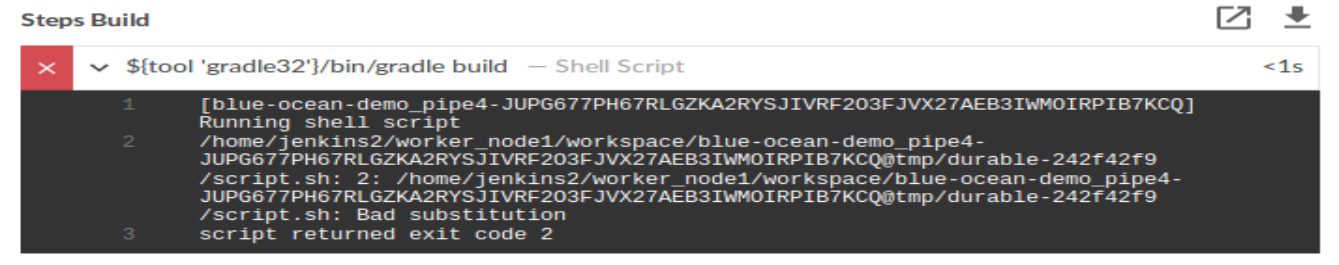 Steps Build
${tool 'gradle32'}/bin/gradle build — Shell Script <1s
1 [blue-ocean-demo_pipe4-JUPG677PH67RLGZKA2RYSJIVRF2O3FJVX27AEB3IWMOIRPIB7KCQ]
Running shell script
2 /home/jenkins2/worker_node1/workspace/blue-ocean-demo_pipe4-
JUPG677PH67RLGZKA2RYSJIVRF2O3FJVX27AEB3IWMOIRPIB7KCQ@tmp/durable-242f42f9
/script.sh: 2: /home/jenkins2/worker_node1/workspace/blue-ocean-demo_pipe4-
JUPG677PH67RLGZKA2RYSJIVRF2O3FJVX27AEB3IWMOIRPIB7KCQ@tmp/durable-242f42f9
/script.sh: Bad substitution
3 script returned exit code 2